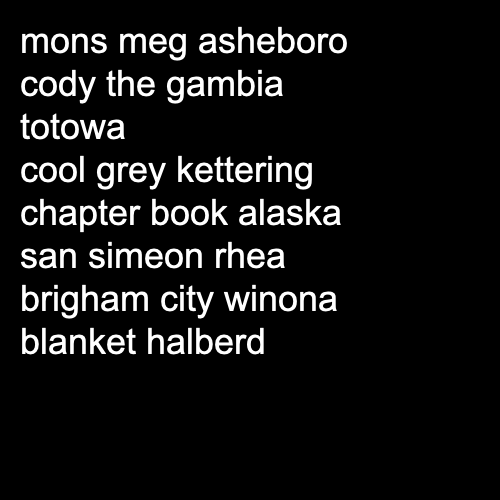 mons meg asheboro
cody the gambia
totowa
cool grey kettering
chapter book alaska
san simeon rhea
brigham city winona
blanket halberd